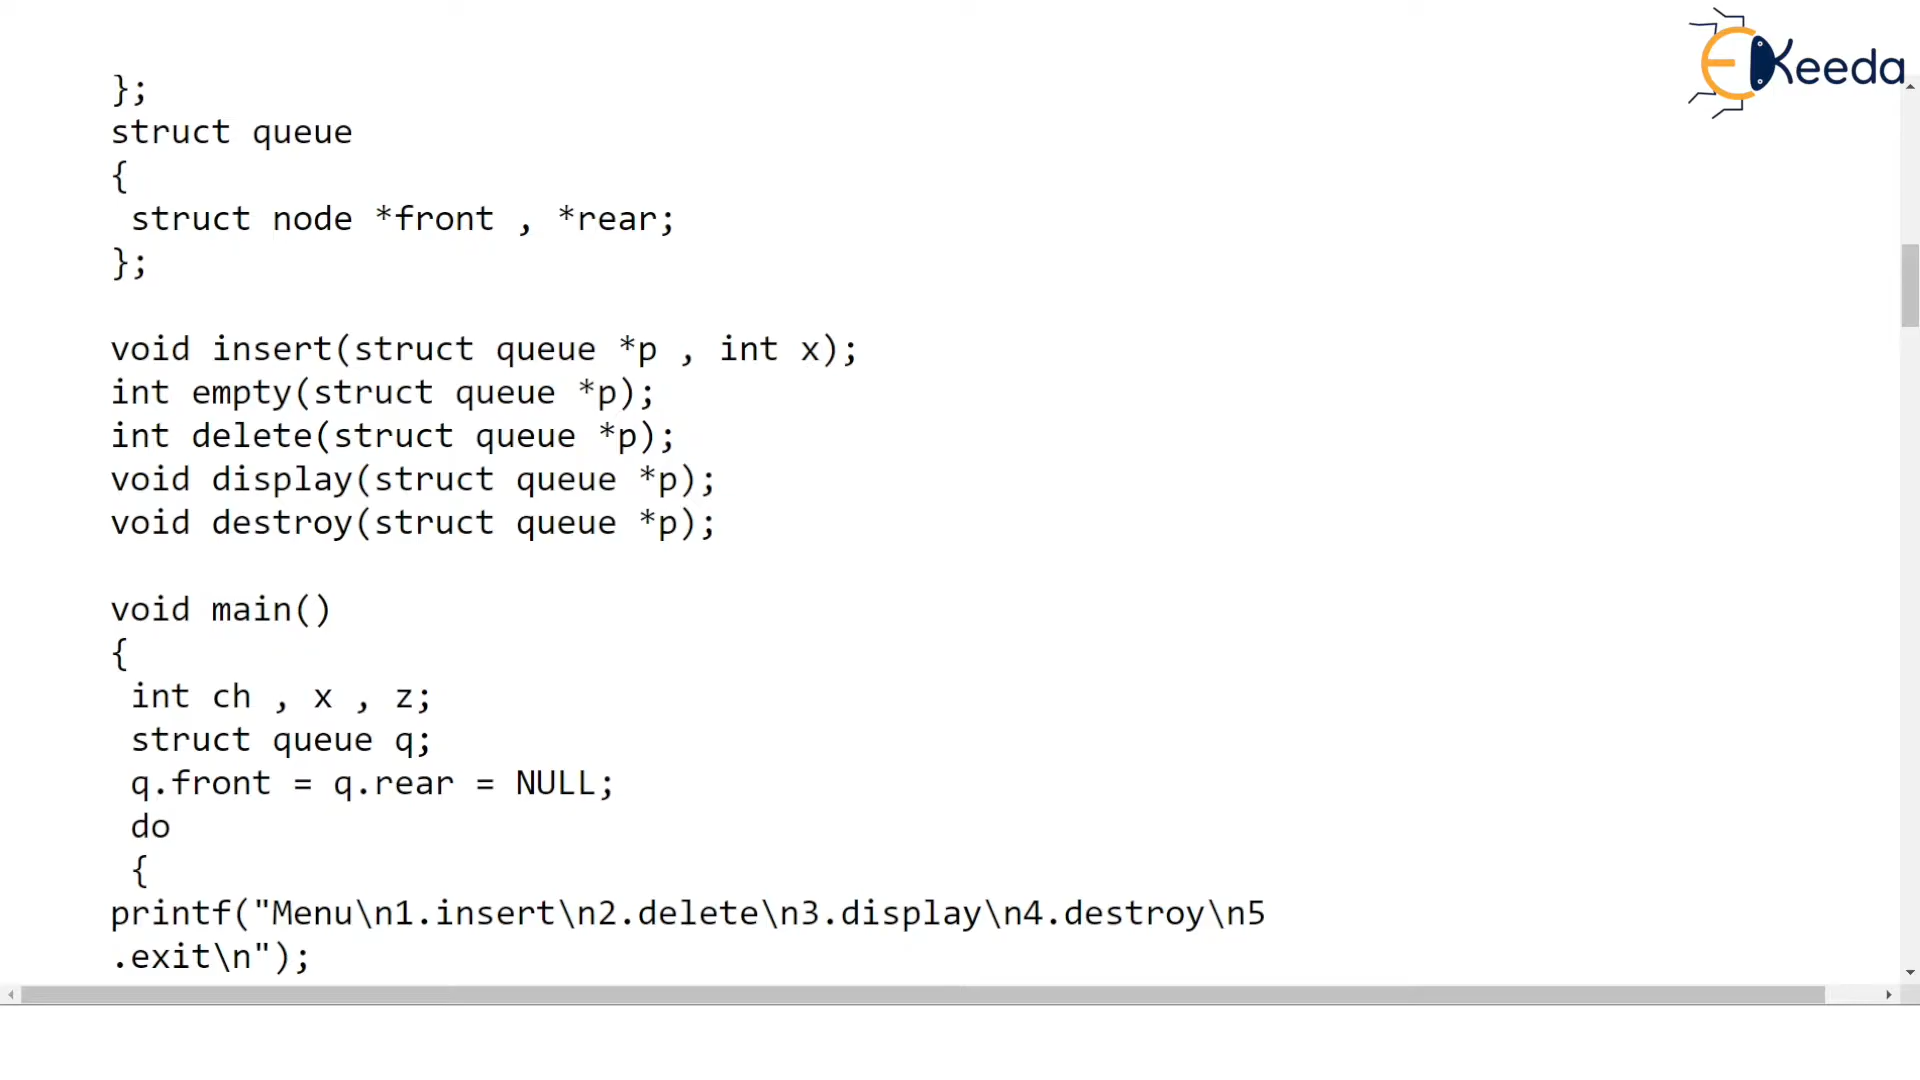 EKeeda
};
struct queue
{
struct node *front , *rear;
};
void insert(struct queue *p , int x);
int empty(struct queue *p);
int delete(struct queue *p);
void display(struct queue *p);
void destroy(struct queue *p);
void main()
{
int ch , x , z;
struct queue q;
q.front = q.rear = NULL;
do
{
printf("Menu\n1.insert\n2.delete\n3.display\n4.destroy\n5
.exit\n");